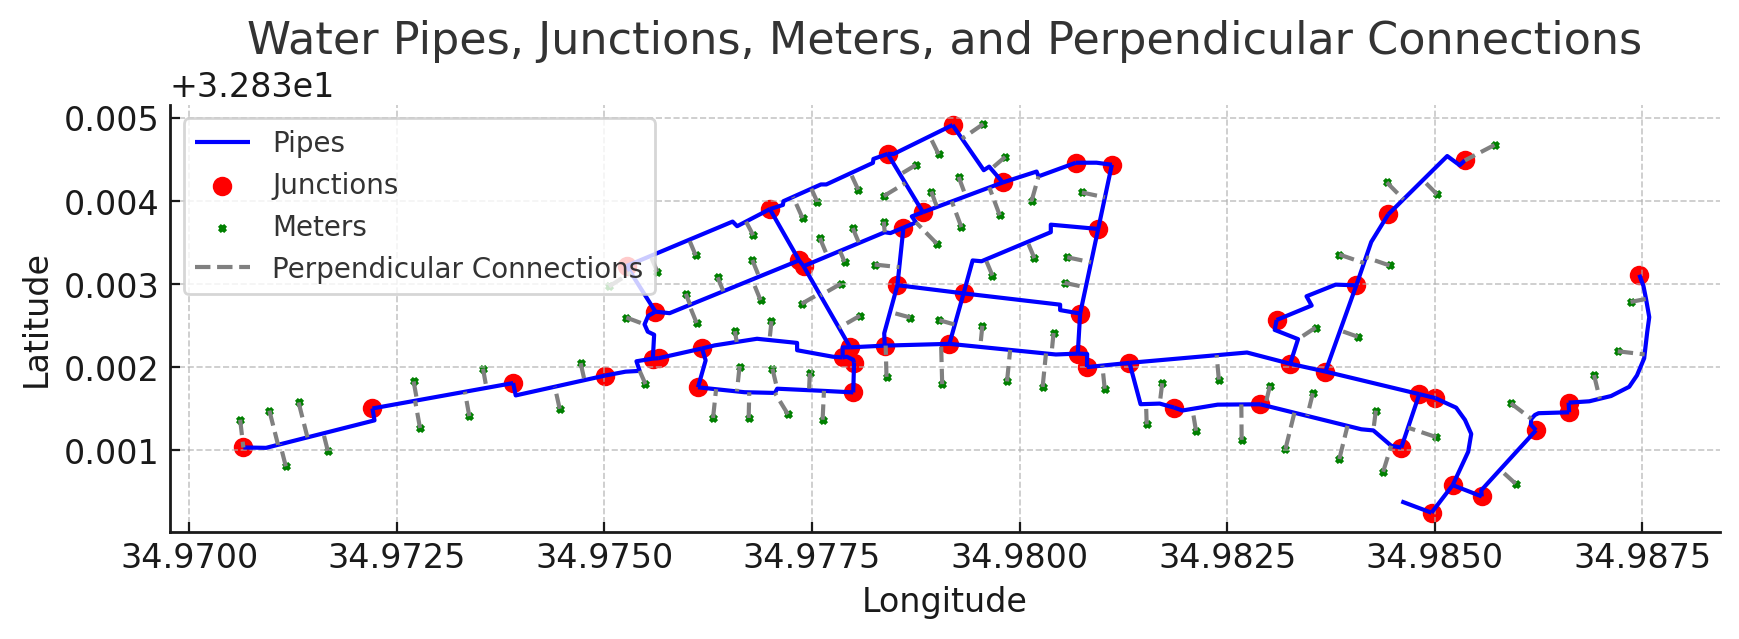 Water Pipes, Junctions, Meters, and Perpendicular Connections
+3.283e1
0.005
0.004
0.003
0.002
0.001
Latitude
Pipes
Junctions
Meters
Perpendicular Connections
34.9700 34.9725 34.9750 34.9775 34.9800 34.9825 34.9850 34.9875
Longitude